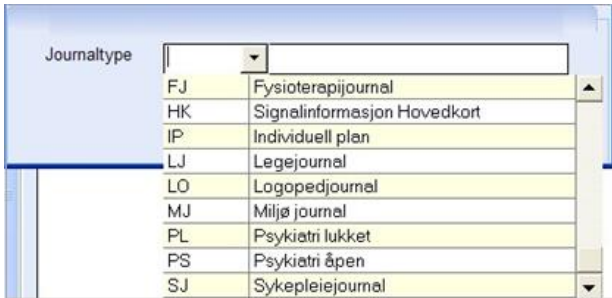 Journaltype
FJ Fysioterapijournal
HK Signalinformasjon Hovedkort
IP Individuell plan
LJ Legejournal
LO Logopedjournal
MJ Miljø journal
PL Psykiatri lukket
PS Psykiatri åpen
SJ Sykepleiejournal